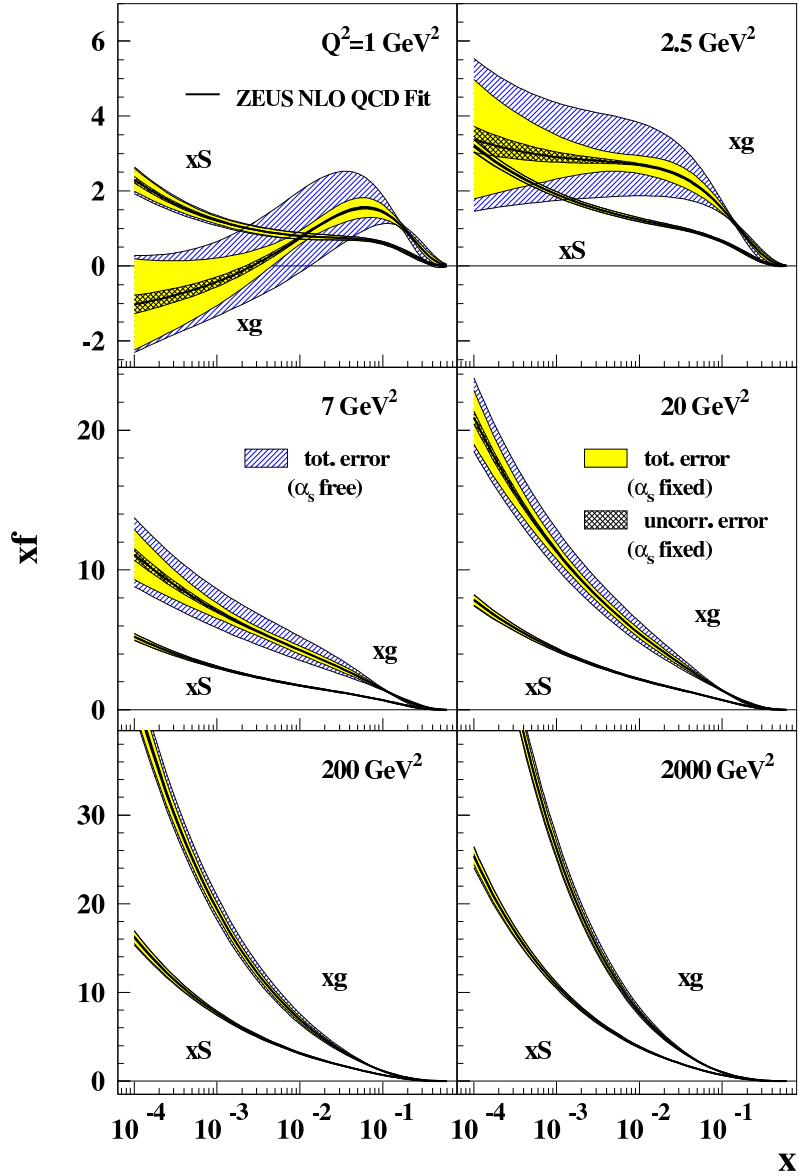 Q²=1 GeV²
2.5 GeV²
ZEUS NLO QCD Fit
xS
xg
xg
xS
6
4
2
0
-2
7 GeV²
20 GeV²
tot. error
(αₛ free)
tot. error
(αₛ fixed)
uncorr. error
(αₛ fixed)
xg
xS
xg
xS
20
10
0
xf
200 GeV²
2000 GeV²
xg
xS
xg
xS
30
20
10
0
10⁻⁴ 10⁻³ 10⁻² 10⁻¹ 10⁻⁴ 10⁻³ 10⁻² 10⁻¹
x